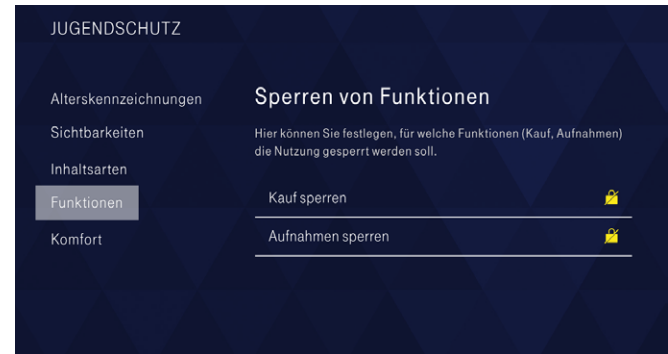 JUGENDSCHUTZ
Alterskennzeichnungen
Sichtbarkeiten
Inhaltsarten
Funktionen
Komfort
Sperren von Funktionen
Hier können Sie festlegen, für welche Funktionen (Kauf, Aufnahmen)
die Nutzung gesperrt werden soll.
Kauf sperren
Aufnahmen sperren